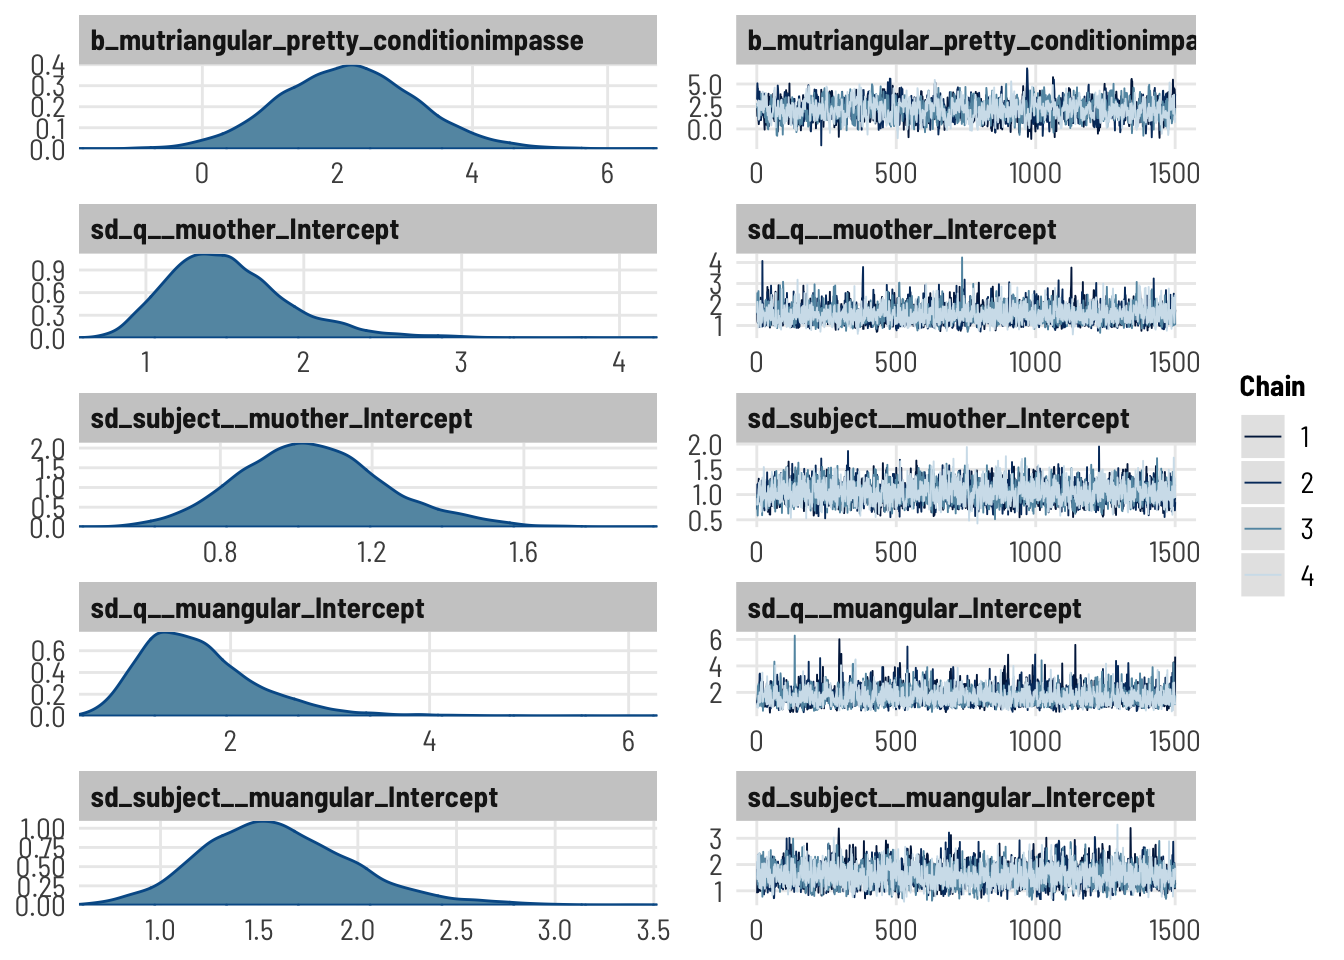 b_mutriangular_pretty_conditionimpasse
0.4
0.3
0.2
0.1
0.0
0 2 4 6
b_mutriangular_pretty_conditionimpa
5.0
2.5
0.0
0 500 1000 1500
sd_q__muother_Intercept
0.9
0.6
0.3
0.0
1 2 3 4
sd_q__muother_Intercept
4
3
2
1
0 500 1000 1500
sd_subject__muother_Intercept
2.0
1.5
1.0
0.5
0.0
0.8 1.2 1.6
sd_subject__muother_Intercept
2.0
1.5
1.0
0.5
0 500 1000 1500
sd_q__muangular_Intercept
0.6
0.4
0.2
0.0
2 4 6
sd_q__muangular_Intercept
6
4
2
0 500 1000 1500
sd_subject__muangular_Intercept
1.00
0.75
0.50
0.25
0.00
1.0 1.5 2.0 2.5 3.0 3.5
sd_subject__muangular_Intercept
3
2
1
0 500 1000 1500
Chain
1
2
3
4